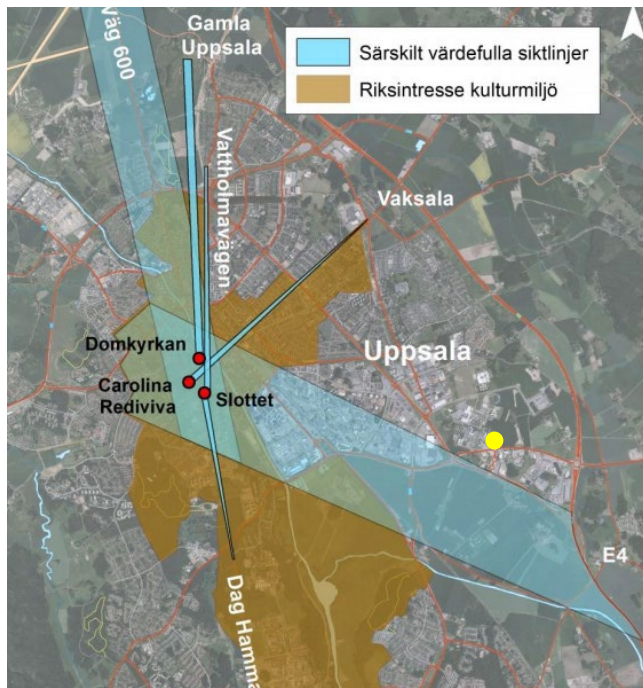 Väg 600
Gamla
Uppsala
Särskilt värdefulla siktlinjer
Riksintresse kulturmiljö
Vattholmavägen
Vaksala
Domkyrkan
Uppsala
Carolina
Rediviva
Slottet
E4
Dag Hamma